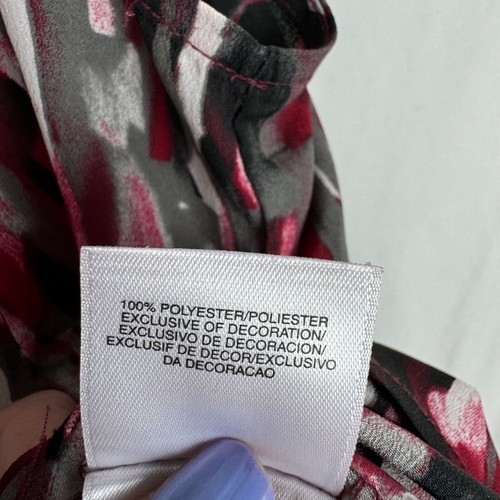 100% POLYESTER/POLIESTER
EXCLUSIVE OF DECORATION/
EXCLUSIVO DE DECORACION/
EXCLUSIF DE DECOR/EXCLUSIVO
DA DECORACAO